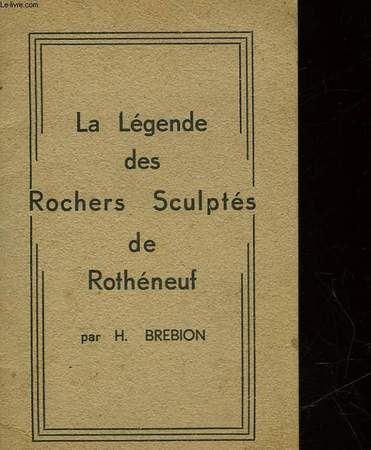 Le-Livre.com
La Légende
des
Rochers Sculptés
de
Rothéneuf
par H. BREBION